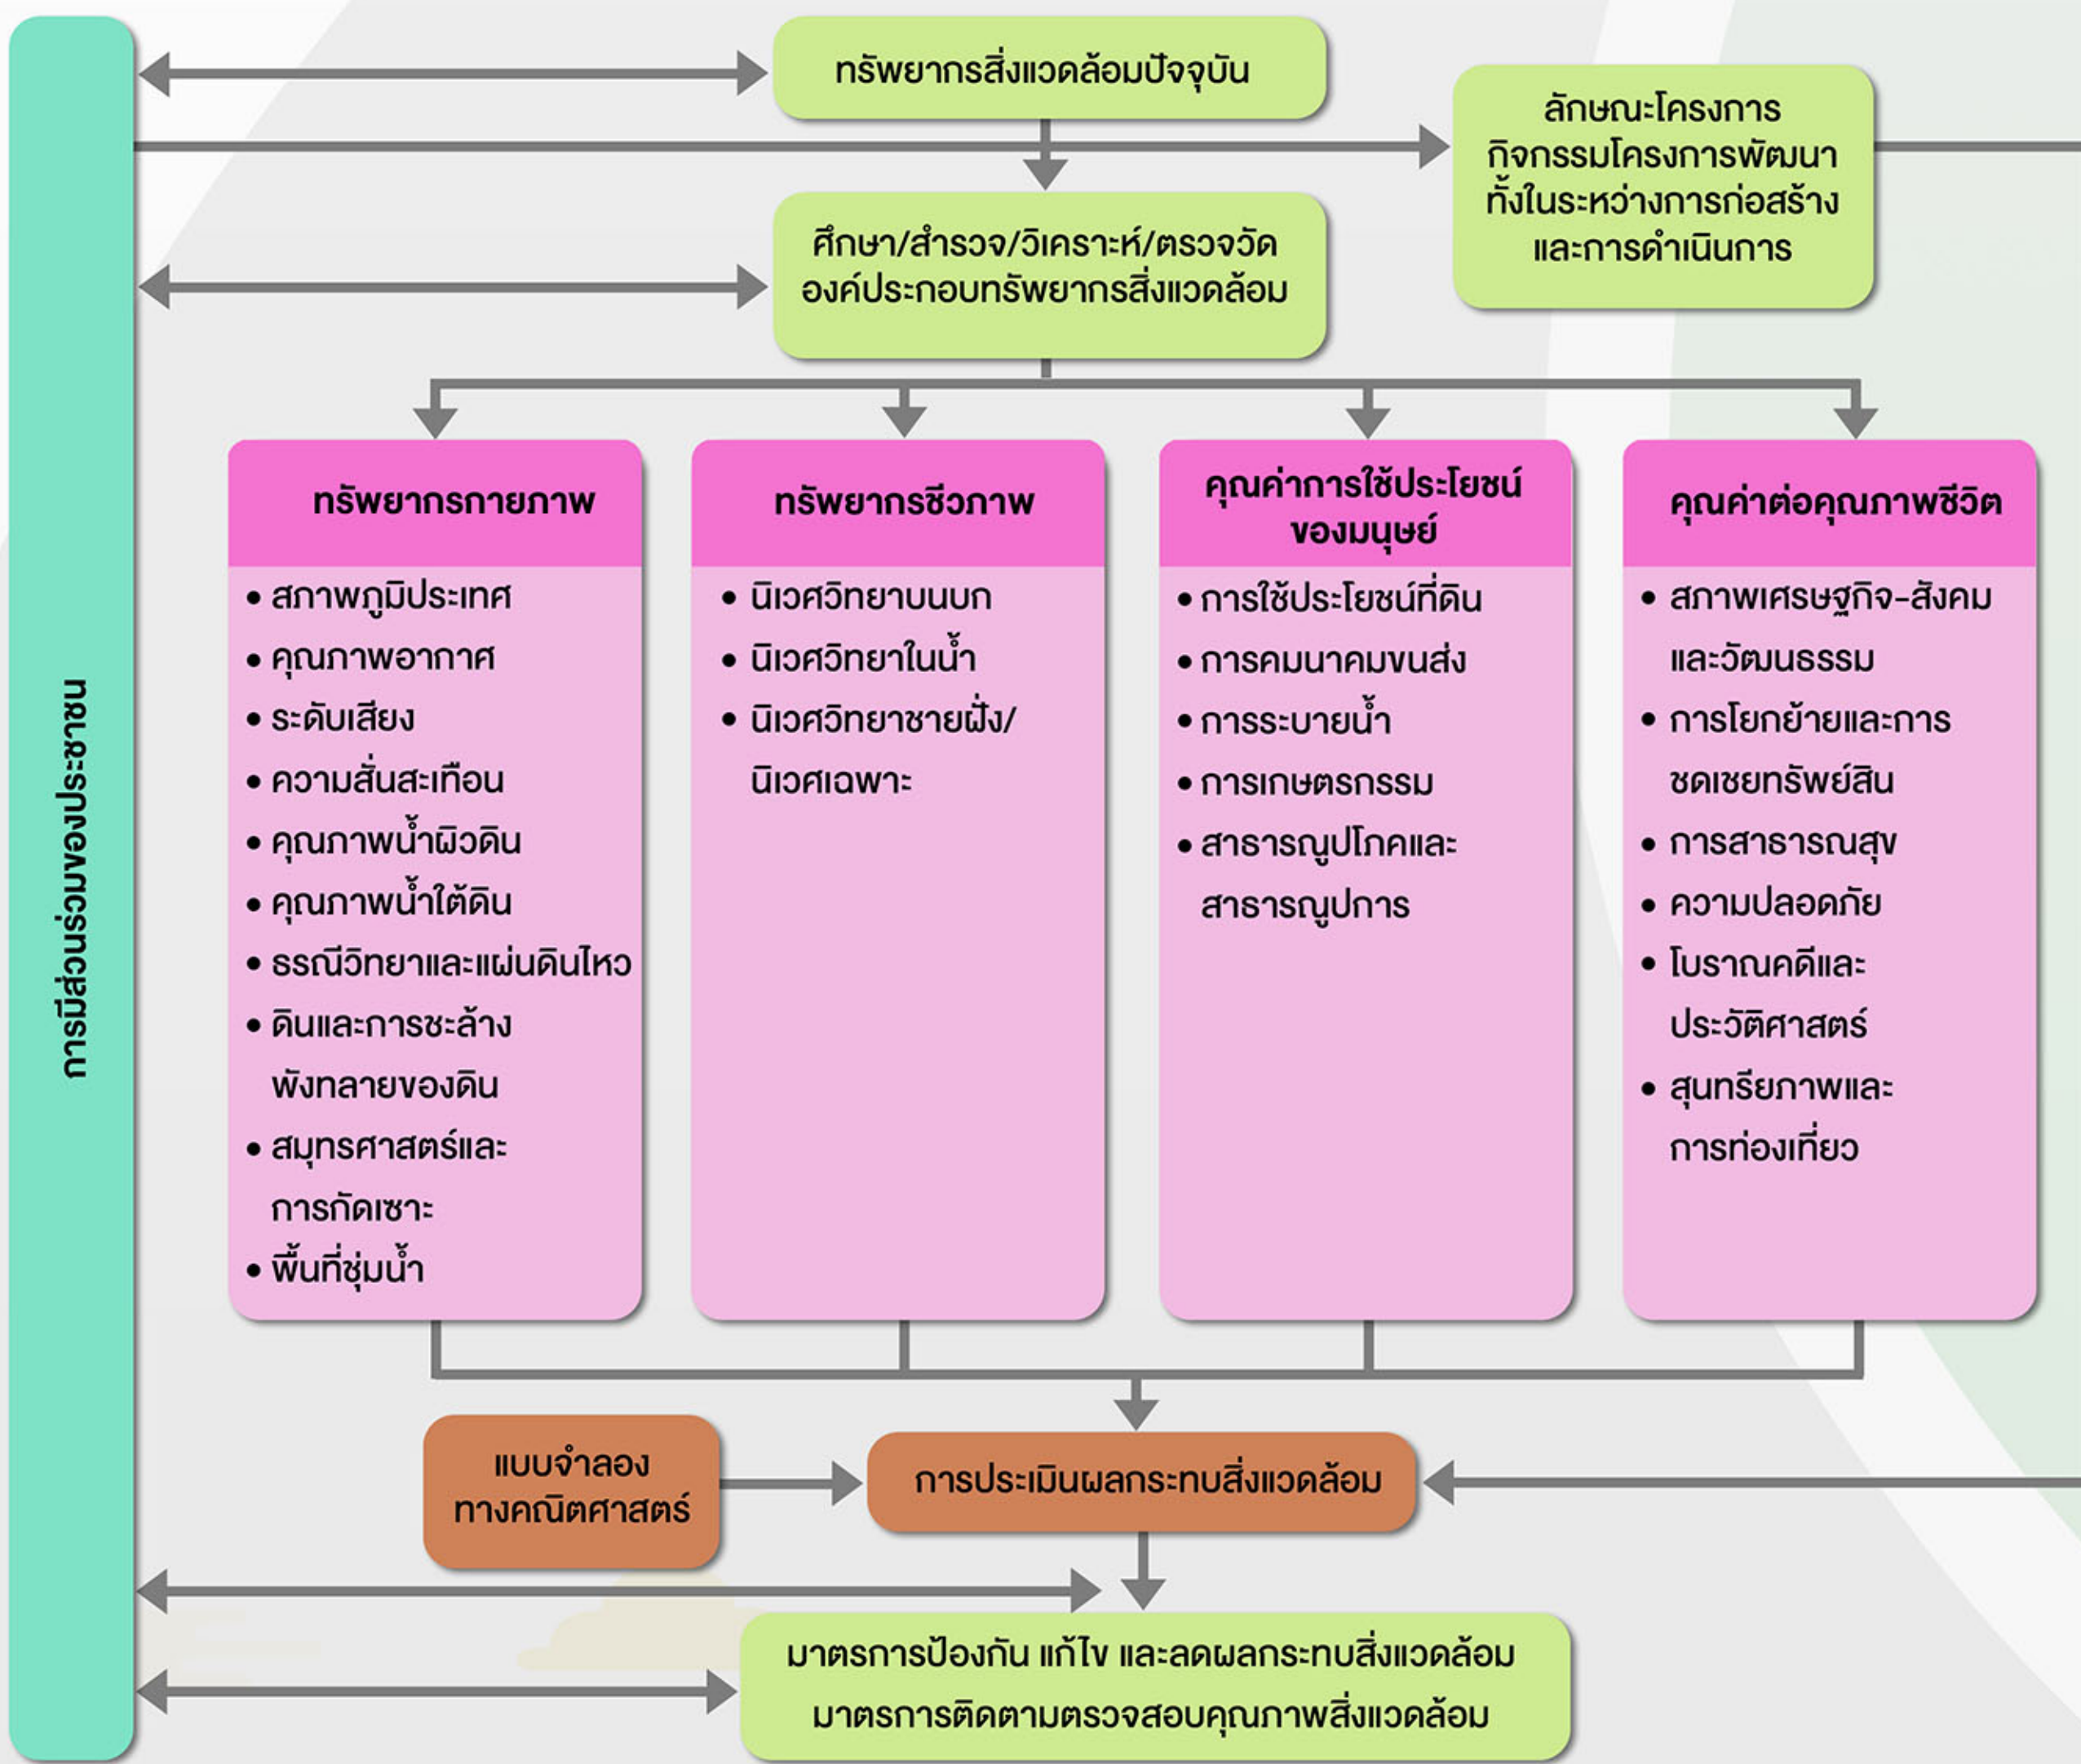 การมีส่วนร่วมของประชาชน
ทรัพยากรสิ่งแวดล้อมปัจจุบัน
ลักษณะโครงการ
กิจกรรมโครงการพัฒนา
ทั้งในระหว่างการก่อสร้าง
และการดำเนินการ
ศึกษา/สำรวจ/วิเคราะห์/ตรวจวัด
องค์ประกอบทรัพยากรสิ่งแวดล้อม
ทรัพยากรกายภาพ
• สภาพภูมิประเทศ
• คุณภาพอากาศ
• ระดับเสียง
• ความสั่นสะเทือน
• คุณภาพน้ำผิวดิน
• คุณภาพน้ำใต้ดิน
• ธรณีวิทยาและแผ่นดินไหว
• ดินและการชะล้าง
พังทลายของดิน
• สมุทรศาสตร์และ
การกัดเซาะ
• พื้นที่ชุ่มน้ำ
ทรัพยากรชีวภาพ
• นิเวศวิทยาบนบก
• นิเวศวิทยาในน้ำ
• นิเวศวิทยาชายฝั่ง/
นิเวศเฉพาะ
คุณค่าการใช้ประโยชน์
ของมนุษย์
• การใช้ประโยชน์ที่ดิน
• การคมนาคมขนส่ง
• การระบายน้ำ
• การเกษตรกรรม
• สาธารณูปโภคและ
สาธารณูปการ
คุณค่าต่อคุณภาพชีวิต
• สภาพเศรษฐกิจ-สังคม
และวัฒนธรรม
• การโยกย้ายและการ
ชดเชยทรัพย์สิน
• การสาธารณสุข
• ความปลอดภัย
• โบราณคดีและ
ประวัติศาสตร์
• สุนทรียภาพและ
การท่องเที่ยว
แบบจำลอง
ทางคณิตศาสตร์
การประเมินผลกระทบสิ่งแวดล้อม
มาตรการป้องกัน แก้ไข และลดผลกระทบสิ่งแวดล้อม
มาตรการติดตามตรวจสอบคุณภาพสิ่งแวดล้อม